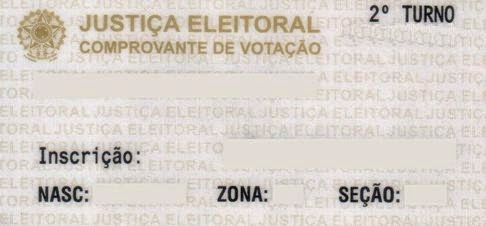 JUSTIÇA ELEITORAL
2º TURNO
COMPROVANTE DE VOTAÇÃO
Inscrição:
NASC: ZONA: SEÇÃO: